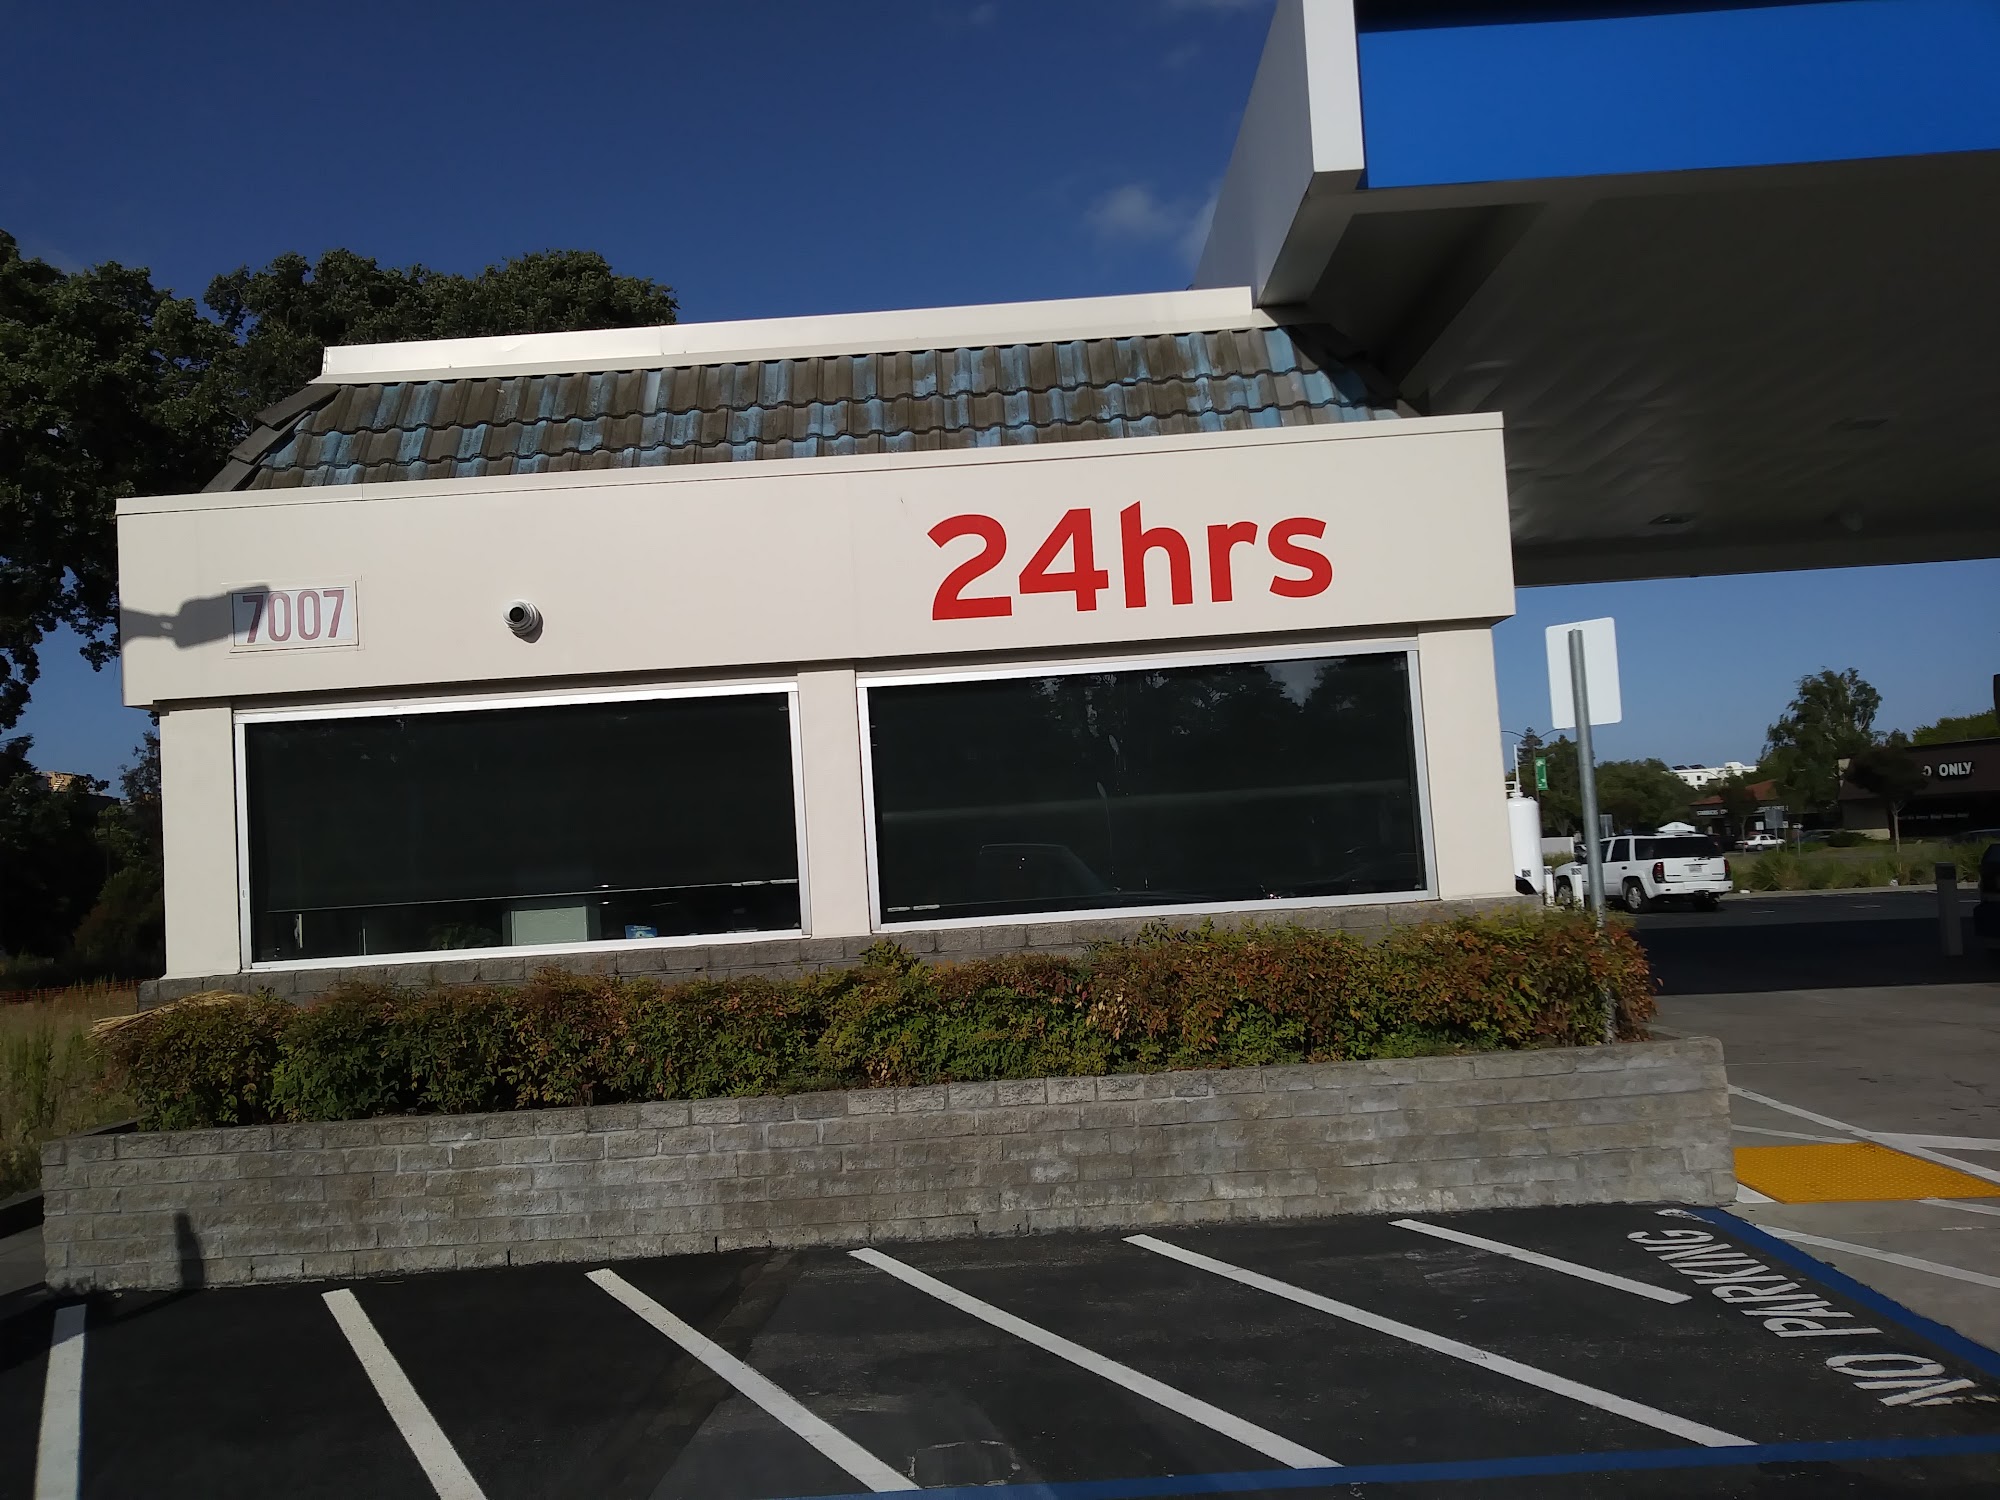 24hrs
7007
ONLY
NO PARKING